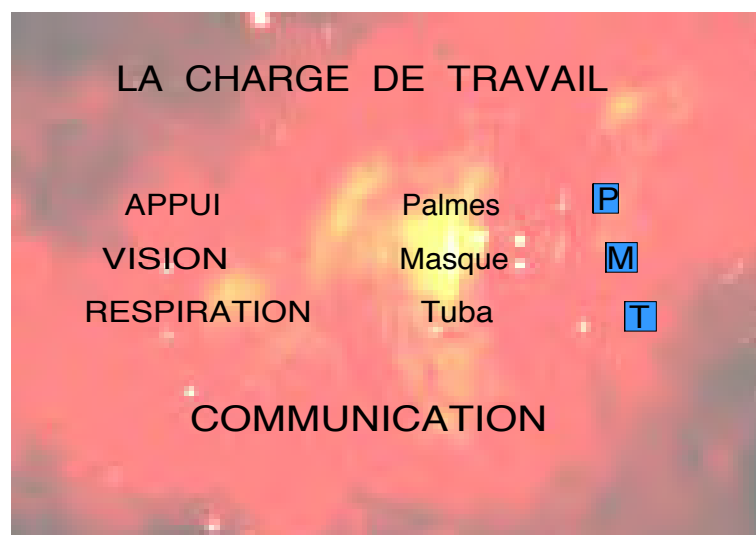 LA CHARGE DE TRAVAIL
APPUI Palmes P
VISION Masque M
RESPIRATION Tuba T
COMMUNICATION